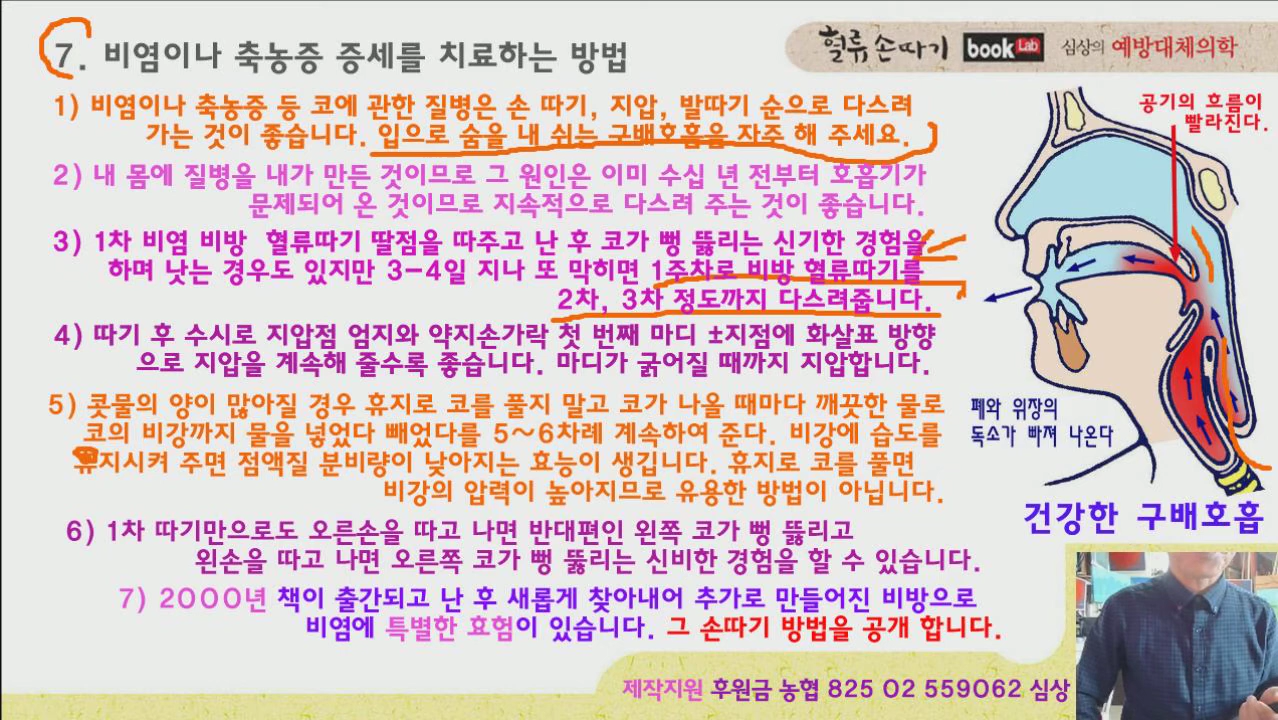 혈류 손따기 book Lab 심상의 예방대체의학
7. 비염이나 축농증 증세를 치료하는 방법
1) 비염이나 축농증 등 코에 관한 질병은 손 따기, 지압, 발따기 순으로 다스려
가는 것이 좋습니다. 입으로 숨을 내 쉬는 구배호흡을 자주 해 주세요.
2) 내 몸에 질병을 내가 만든 것이므로 그 원인은 이미 수십 년 전부터 호흡기가
문제되어 온 것이므로 지속적으로 다스려 주는 것이 좋습니다.
3) 1차 비염 비방 혈류따기 딸점을 따주고 난 후 코가 뻥 뚫리는 신기한 경험을
하며 낫는 경우도 있지만 3-4일 지나 또 막히면 1주차로 비방 혈류따기를
2차, 3차 정도까지 다스려줍니다.
4) 따기 후 수시로 지압점 엄지와 약지손가락 첫 번째 마디 ±지점에 화살표 방향
으로 지압을 계속해 줄수록 좋습니다. 마디가 굵어질 때까지 지압합니다.
5) 콧물의 양이 많아질 경우 휴지로 코를 풀지 말고 코가 나올 때마다 깨끗한 물로
코의 비강까지 물을 넣었다 빼었다를 5~6차례 계속하여 준다. 비강에 습도를
유지시켜 주면 점액질 분비량이 낮아지는 효능이 생깁니다. 휴지로 코를 풀면
비강의 압력이 높아지므로 유용한 방법이 아닙니다.
6) 1차 따기만으로도 오른손을 따고 나면 반대편인 왼쪽 코가 뻥 뚫리고
왼손을 따고 나면 오른쪽 코가 뻥 뚫리는 신비한 경험을 할 수 있습니다.
7) 2000년 책이 출간되고 난 후 새롭게 찾아내어 추가로 만들어진 비방으로
비염에 특별한 효험이 있습니다. 그 손따기 방법을 공개 합니다.
공기의 흐름이
빨라진다.
폐와 위장의
독소가 빠져 나온다
건강한 구배호흡
제작지원 후원금 농협 825 02 559062 심상